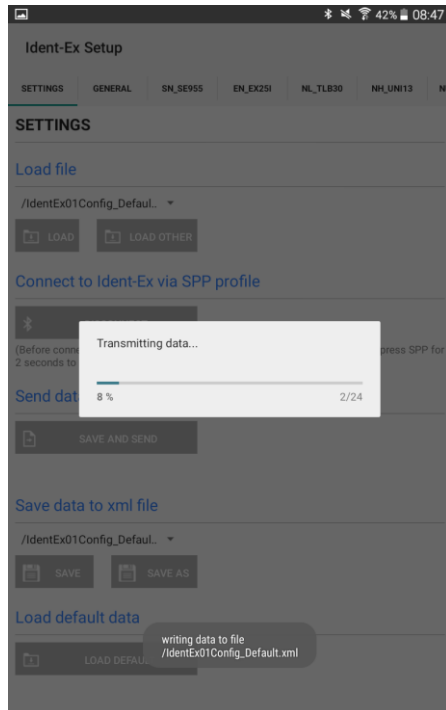 42% 08:47
Ident-Ex Setup
SETTINGS GENERAL SN_SE955 EN_EX25I NL_TLB30 NH_UNI13 N
SETTINGS
Load file
/IdentEx01Config_Defaul..
LOAD LOAD OTHER
Connect to Ident-Ex via SPP profile
(Before conne press SPP for
2 seconds to
Transmitting data...
8 % 2/24
Send dat
SAVE AND SEND
Save data to xml file
/IdentEx01Config_Defaul..
SAVE SAVE AS
Load default data
LOAD DEFAU
writing data to file
/IdentEx01Config_Default.xml